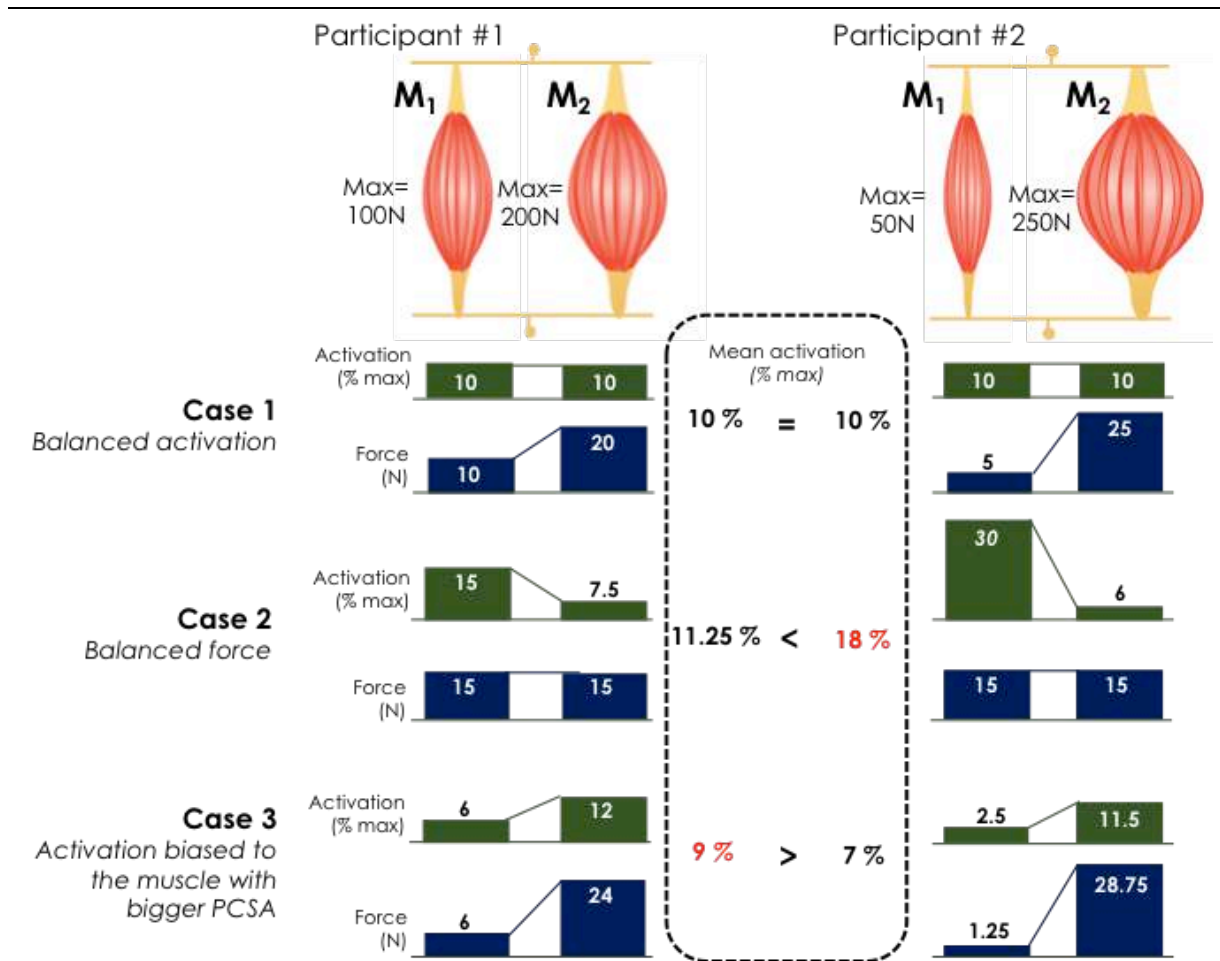 Participant #1
Participant #2
M1
M2
M1
M2
Max=
100N
Max=
200N
Max=
50N
Max=
250N
Activation
(% max)
10
10
Mean activation
(% max)
10
10
Case 1
Balanced activation
10 % = 10 %
Force
(N)
10
20
5
25
Activation
(% max)
15
7.5
30
6
Case 2
Balanced force
11.25 % < 18 %
Force
(N)
15
15
15
15
Activation
(% max)
6
12
2.5
11.5
Case 3
Activation biased to
the muscle with
bigger PCSA
9 % > 7 %
Force
(N)
6
24
1.25
28.75